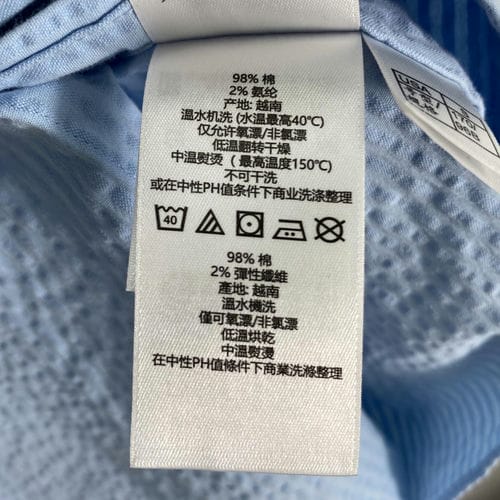 98% 棉
2% 氨纶
产地: 越南
温水机洗 (水温最高40℃)
仅允许氧漂/非氯漂
低温翻转干燥
中温熨烫 ( 最高温度150℃)
不可干洗
或在中性PH值条件下商业洗涤整理
40
98% 棉
2% 彈性纖維
產地: 越南
溫水機洗
僅可氧漂/非氯漂
低温烘乾
中温熨燙
在中性PH值條件下商業洗滌整理
USA
S
170/